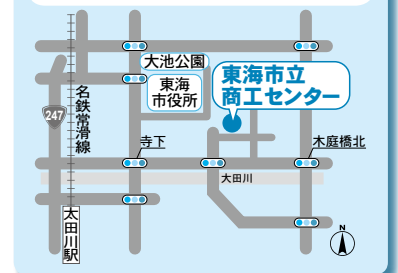 大池公園
東海
市役所
東海市立
商工センター
247
名鉄常滑線
寺下
木庭橋北
大田川
太田川駅
N